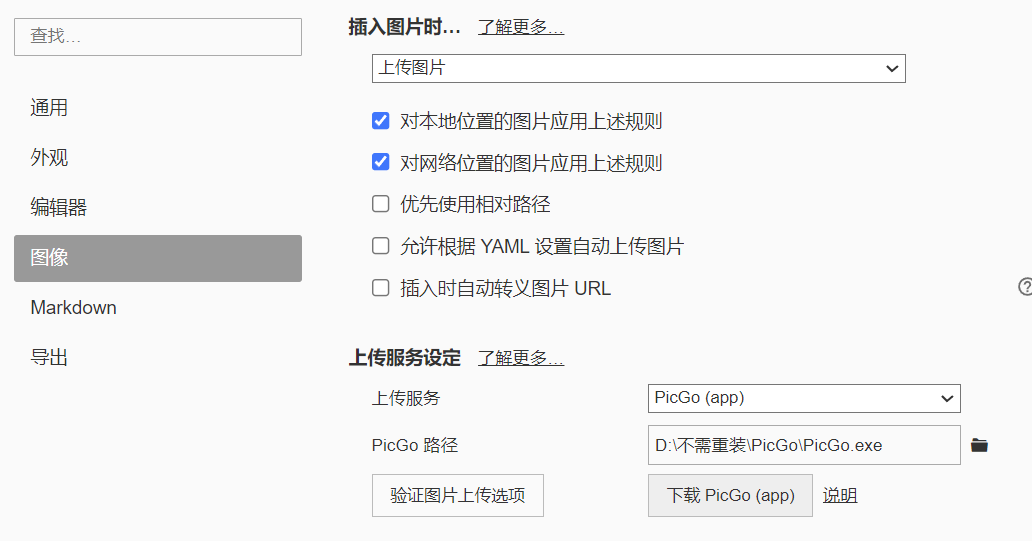 查找…
通用
外观
编辑器
图像
Markdown
导出
插入图片时… 了解更多…
上传图片
对本地位置的图片应用上述规则
对网络位置的图片应用上述规则
优先使用相对路径
允许根据 YAML 设置自动上传图片
插入时自动转义图片 URL
上传服务设定 了解更多…
上传服务 PicGo (app)
PicGo 路径 D:\不需重装\PicGo\PicGo.exe
验证图片上传选项 下载 PicGo (app) 说明